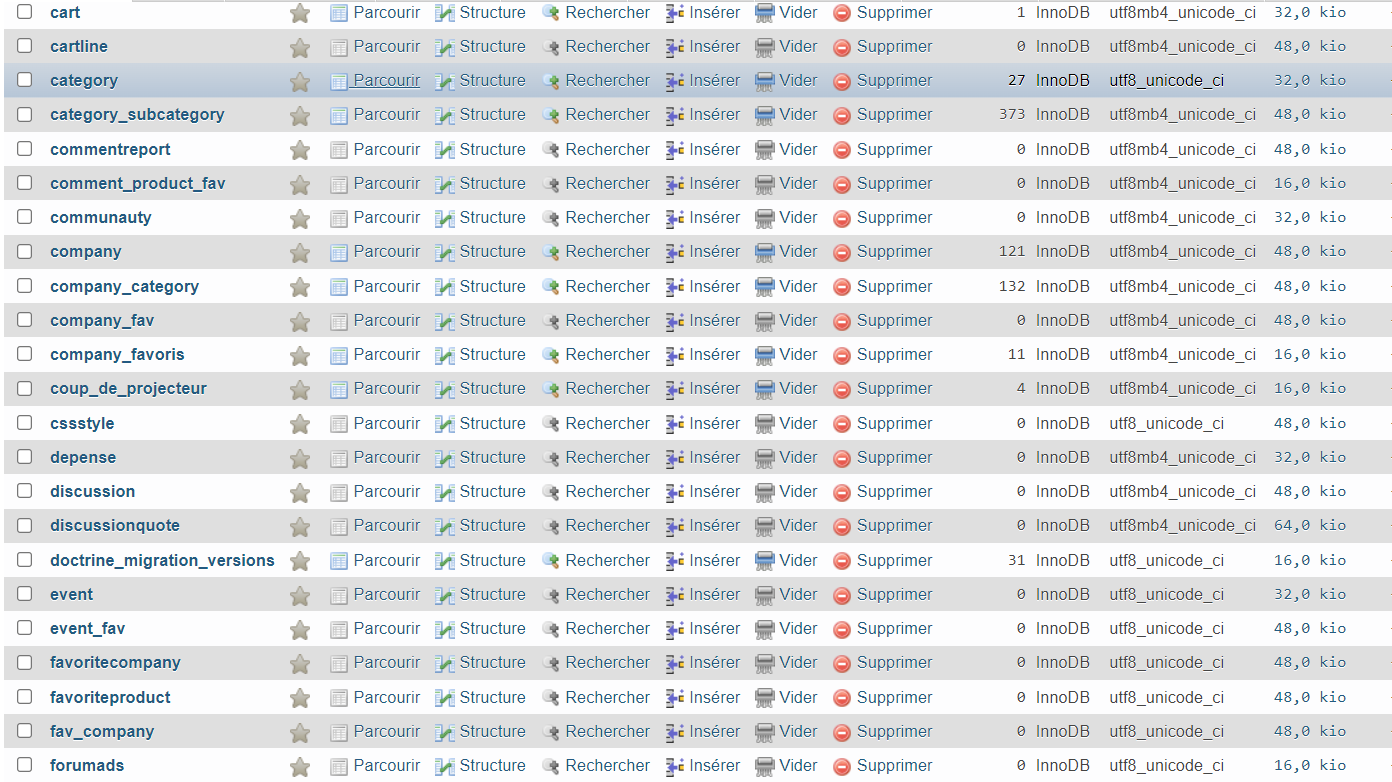 cart Parcourir Structure Rechercher Insérer Vider Supprimer 1 InnoDB utf8mb4_unicode_ci 32,0 kio
cartline Parcourir Structure Rechercher Insérer Vider Supprimer 0 InnoDB utf8mb4_unicode_ci 48,0 kio
category Parcourir Structure Rechercher Insérer Vider Supprimer 27 InnoDB utf8_unicode_ci 32,0 kio
category_subcategory Parcourir Structure Rechercher Insérer Vider Supprimer 373 InnoDB utf8mb4_unicode_ci 48,0 kio
commentreport Parcourir Structure Rechercher Insérer Vider Supprimer 0 InnoDB utf8mb4_unicode_ci 48,0 kio
comment_product_fav Parcourir Structure Rechercher Insérer Vider Supprimer 0 InnoDB utf8mb4_unicode_ci 16,0 kio
communauty Parcourir Structure Rechercher Insérer Vider Supprimer 0 InnoDB utf8mb4_unicode_ci 32,0 kio
company Parcourir Structure Rechercher Insérer Vider Supprimer 121 InnoDB utf8mb4_unicode_ci 48,0 kio
company_category Parcourir Structure Rechercher Insérer Vider Supprimer 132 InnoDB utf8mb4_unicode_ci 48,0 kio
company_fav Parcourir Structure Rechercher Insérer Vider Supprimer 0 InnoDB utf8mb4_unicode_ci 48,0 kio
company_favoris Parcourir Structure Rechercher Insérer Vider Supprimer 11 InnoDB utf8mb4_unicode_ci 16,0 kio
coup_de_projecteur Parcourir Structure Rechercher Insérer Vider Supprimer 4 InnoDB utf8mb4_unicode_ci 16,0 kio
cssstyle Parcourir Structure Rechercher Insérer Vider Supprimer 0 InnoDB utf8_unicode_ci 48,0 kio
depense Parcourir Structure Rechercher Insérer Vider Supprimer 0 InnoDB utf8mb4_unicode_ci 32,0 kio
discussion Parcourir Structure Rechercher Insérer Vider Supprimer 0 InnoDB utf8mb4_unicode_ci 48,0 kio
discussionquote Parcourir Structure Rechercher Insérer Vider Supprimer 0 InnoDB utf8mb4_unicode_ci 64,0 kio
doctrine_migration_versions Parcourir Structure Rechercher Insérer Vider Supprimer 31 InnoDB utf8_unicode_ci 16,0 kio
event Parcourir Structure Rechercher Insérer Vider Supprimer 0 InnoDB utf8_unicode_ci 32,0 kio
event_fav Parcourir Structure Rechercher Insérer Vider Supprimer 0 InnoDB utf8_unicode_ci 48,0 kio
favoritecompany Parcourir Structure Rechercher Insérer Vider Supprimer 0 InnoDB utf8_unicode_ci 48,0 kio
favoriteproduct Parcourir Structure Rechercher Insérer Vider Supprimer 0 InnoDB utf8_unicode_ci 48,0 kio
fav_company Parcourir Structure Rechercher Insérer Vider Supprimer 0 InnoDB utf8_unicode_ci 48,0 kio
forumads Parcourir Structure Rechercher Insérer Vider Supprimer 0 InnoDB utf8_unicode_ci 16,0 kio